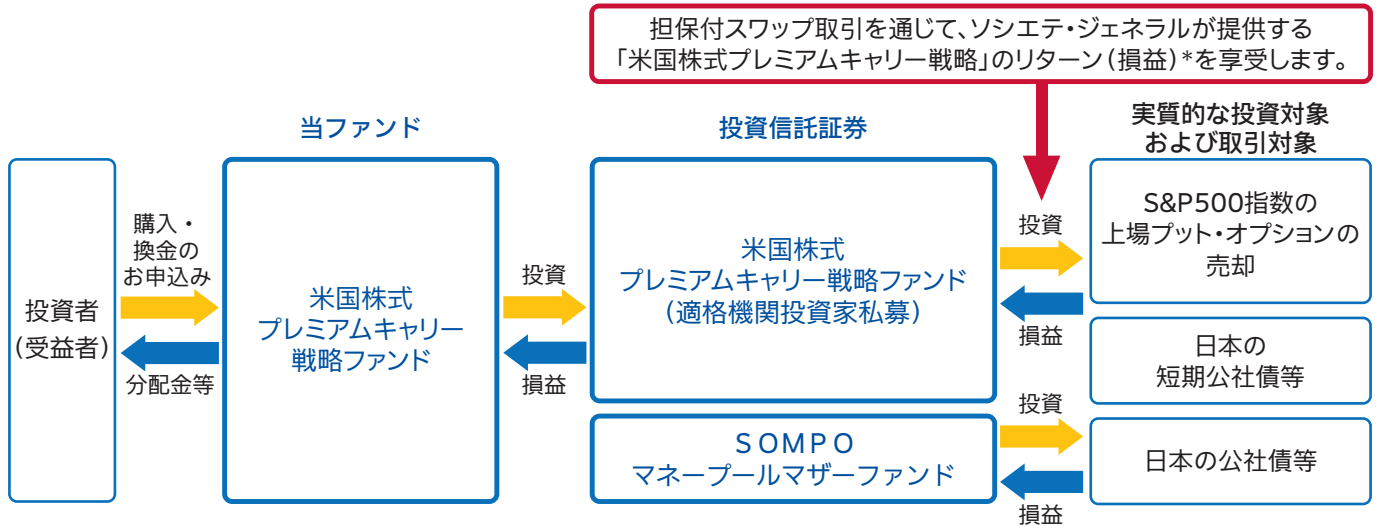 担保付スワップ取引を通じて、ソシエテ・ジェネラルが提供する
「米国株式プレミアムキャリー戦略」のリターン（損益）*を享受します。
当ファンド
投資信託証券
実質的な投資対象
および取引対象
投資者
（受益者）
購入・
換金の
お申込み
分配金等
米国株式
プレミアムキャリー
戦略ファンド
投資
損益
米国株式
プレミアムキャリー戦略ファンド
（適格機関投資家私募）
投資
損益
S&P500指数の
上場プット・オプションの
売却
日本の
短期公社債等
SOMPO
マネープールマザーファンド
投資
損益
日本の公社債等